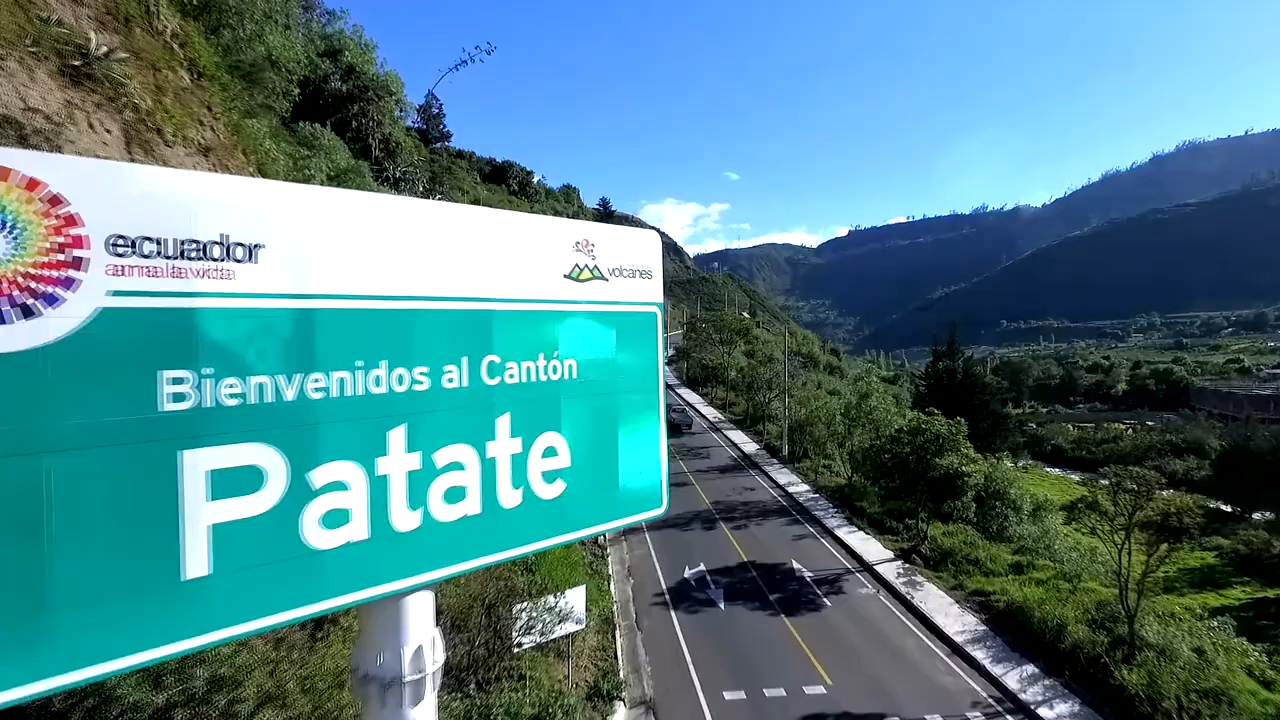 ecuador
ama la vida
volcanes
Bienvenidos al Cantón
Patate